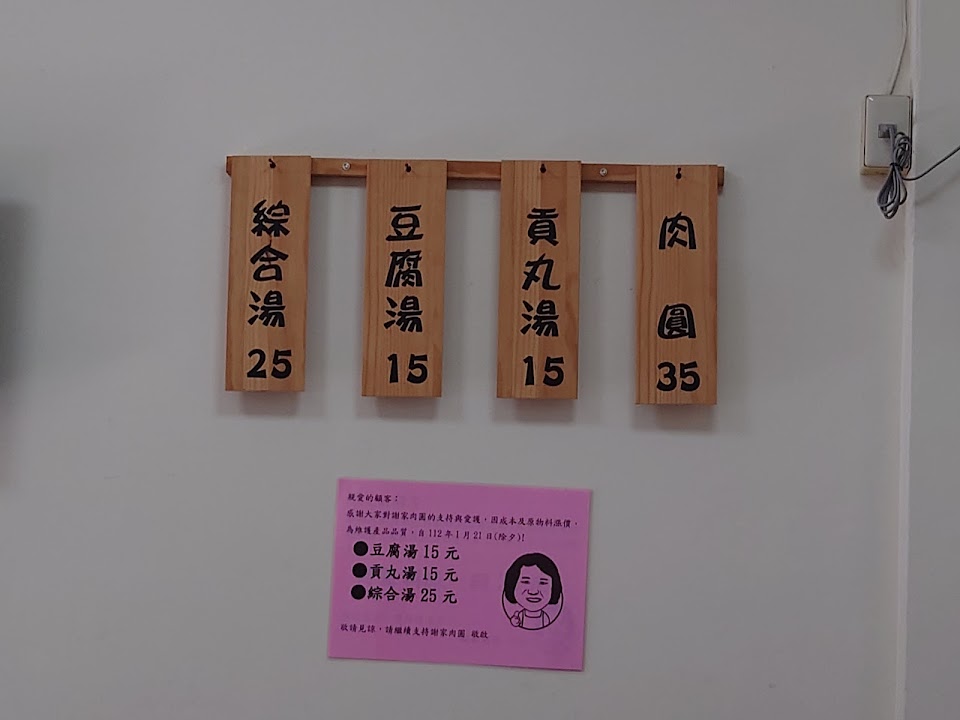 肉圓 35
貢丸湯 15
豆腐湯 15
綜合湯 25
親愛的顧客：
感謝大家對謝家肉圓的支持與愛護，因成本及原物料漲價，
為維護產品品質，自112年1月21日(除夕)!
●豆腐湯15元
●貢丸湯15元
●綜合湯25元
敬請見諒，請繼續支持謝家肉圓 敬啟